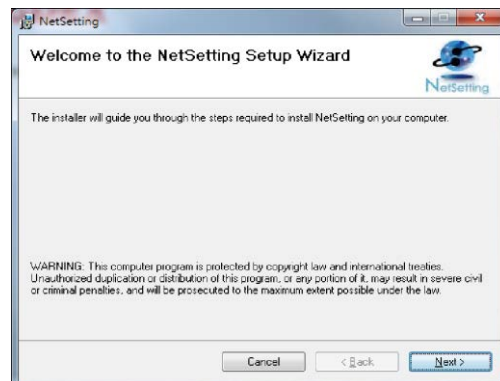 NetSetting
Welcome to the NetSetting Setup Wizard
NetSetting
The installer will guide you through the steps required to install NetSetting on your computer.
WARNING: This computer program is protected by copyright law and international treaties.
Unauthorized duplication or distribution of this program, or any portion of it, may result in severe civil
or criminal penalties, and will be prosecuted to the maximum extent possible under the law.
Cancel
< Back
Next >